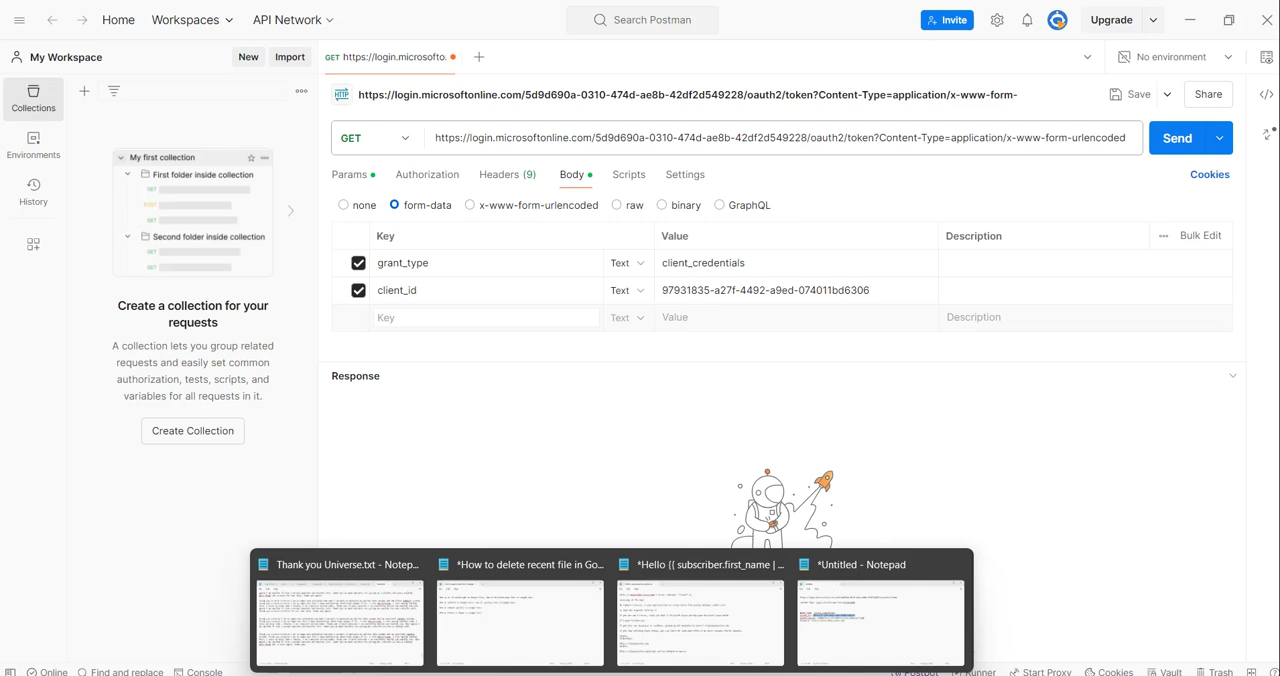 Home Workspaces API Network Search Postman Invite Upgrade
My Workspace New Import GET https://login.microsofto. No environment
Collections
Environments
History
My first collection
First folder inside collection
GET
POST
GET
Second folder inside collection
GET
GET
Create a collection for your
requests
A collection lets you group related
requests and easily set common
authorization, tests, scripts, and
variables for all requests in it.
Create Collection
HTTP https://login.microsoftonline.com/5d9d690a-0310-474d-ae8b-42df2d549228/oauth2/token?Content-Type=application/x-www-form- Save Share
GET https://login.microsoftonline.com/5d9d690a-0310-474d-ae8b-42df2d549228/oauth2/token?Content-Type=application/x-www-form-urlencoded Send
Params Authorization Headers (9) Body Scripts Settings Cookies
none form-data x-www-form-urlencoded raw binary GraphQL
Key Value Description Bulk Edit
grant_type Text client_credentials
client_id Text 97931835-a27f-4492-a9ed-074011bd6306
Key Text Value Description
Response
Thank you Universe.txt - Notep... *How to delete recent file in Go... *Hello {{ subscriber.first_name | ... *Untitled - Notepad
Online Find and replace Console Postbot Runner Start Proxy Cookies Vault Trash